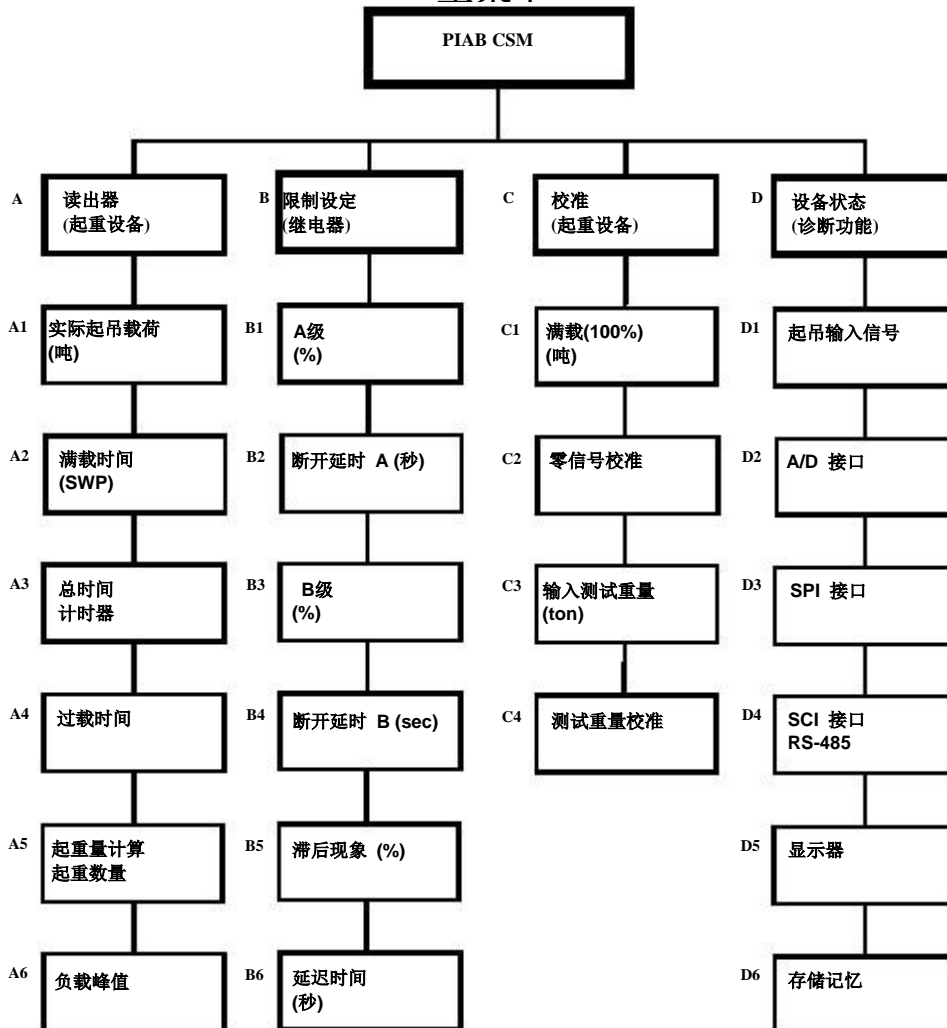 PIAB CSM
A
读出器
(起重设备)
B
限制设定
(继电器)
C
校准
(起重设备)
D
设备状态
(诊断功能)
A1
实际起吊载荷
(吨)
B1
A级
(%)
C1
满载(100%)
(吨)
D1
起吊输入信号
A2
满载时间
(SWP)
B2
断开延时 A (秒)
C2
零信号校准
D2
A/D 接口
A3
总时间
计时器
B3
B级
(%)
C3
输入测试重量
(ton)
D3
SPI 接口
A4
过载时间
B4
断开延时 B (sec)
C4
测试重量校准
D4
SCI 接口
RS-485
A5
起重量计算
起重数量
B5
滞后现象 (%)
D5
显示器
A6
负载峰值
B6
延迟时间
(秒)
D6
存储记忆